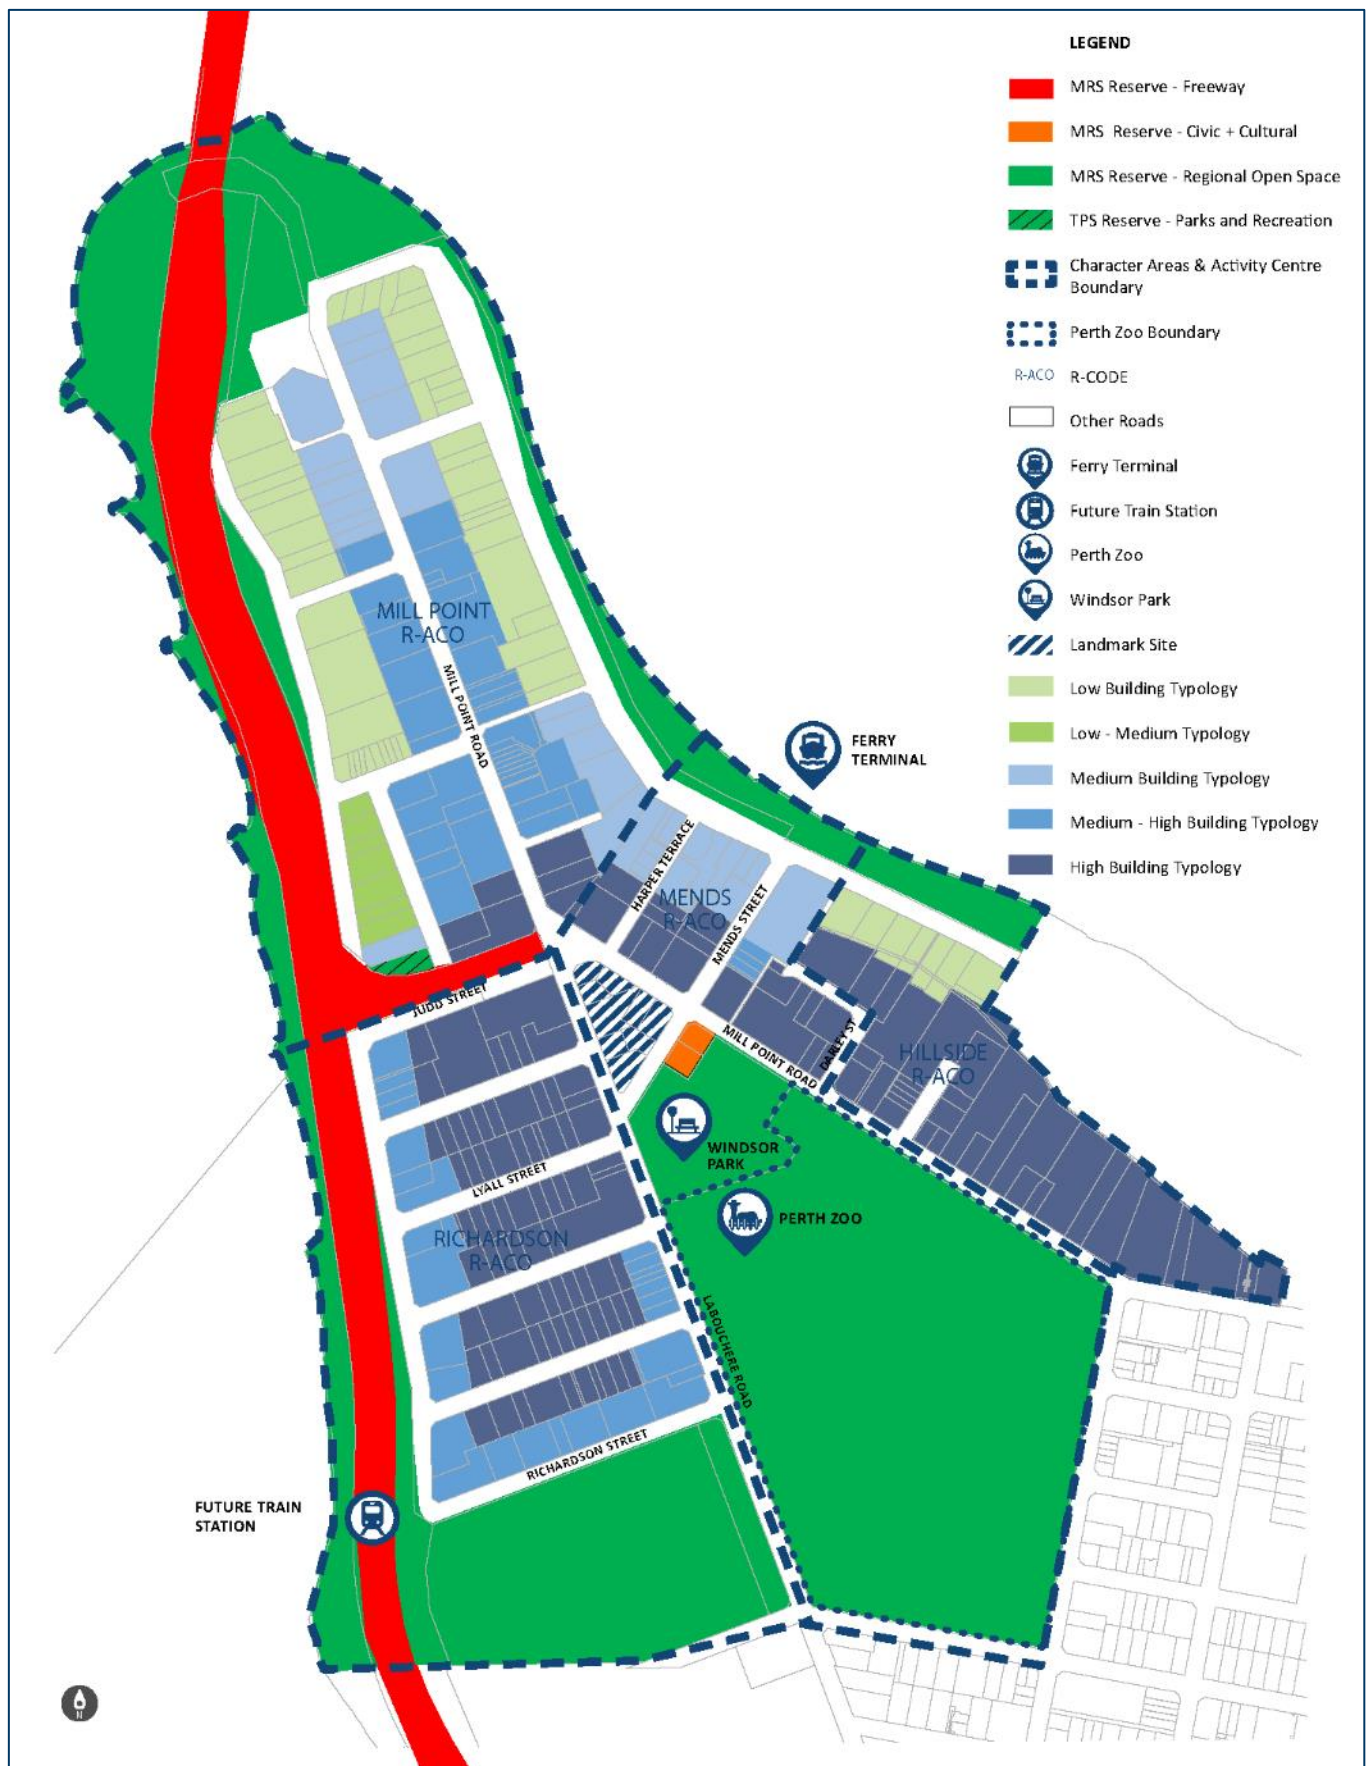 LEGEND
MRS Reserve - Freeway
MRS Reserve - Civic + Cultural
MRS Reserve - Regional Open Space
TPS Reserve - Parks and Recreation
Character Areas & Activity Centre
Boundary
Perth Zoo Boundary
R-ACO R-CODE
Other Roads
Ferry Terminal
Future Train Station
Perth Zoo
Windsor Park
Landmark Site
Low Building Typology
Low - Medium Typology
Medium Building Typology
Medium - High Building Typology
High Building Typology
MILL POINT
R-ACO
MILL POINT ROAD
FERRY
TERMINAL
HARPER TERRACE
MENDS
R-ACO
MENDS STREET
JUDD STREET
MILL POINT ROAD
DARLEY ST
HILLSIDE
R-ACO
WINDSOR
PARK
LYALL STREET
PERTH ZOO
RICHARDSON
R-ACO
LABOUCHERE ROAD
RICHARDSON STREET
FUTURE TRAIN
STATION
N